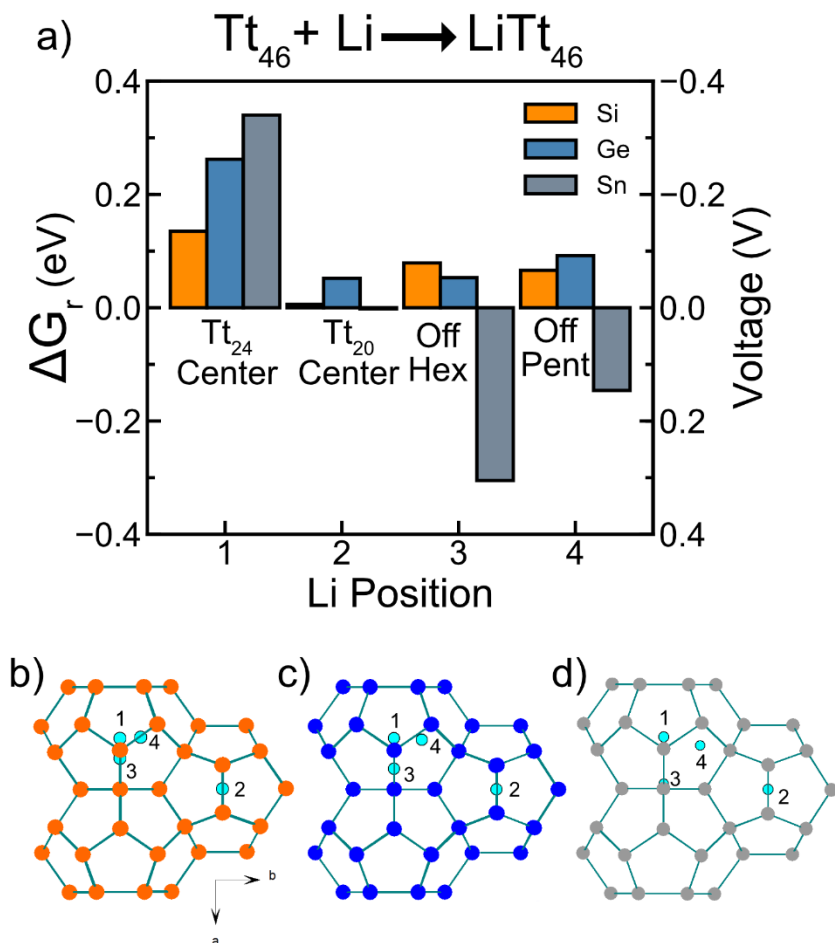 a) Tt46 + Li → LiTt46
0.4 −0.4
0.2 −0.2
0.0 0.0
−0.2 0.2
−0.4 0.4
ΔGr (eV)
Voltage (V)
Si
Ge
Sn
Tt24 Center
Tt20 Center
Off Hex
Off Pent
1 2 3 4
Li Position
b) c) d)
1 4 3 2
1 4 3 2
1 4 3 2
b
a